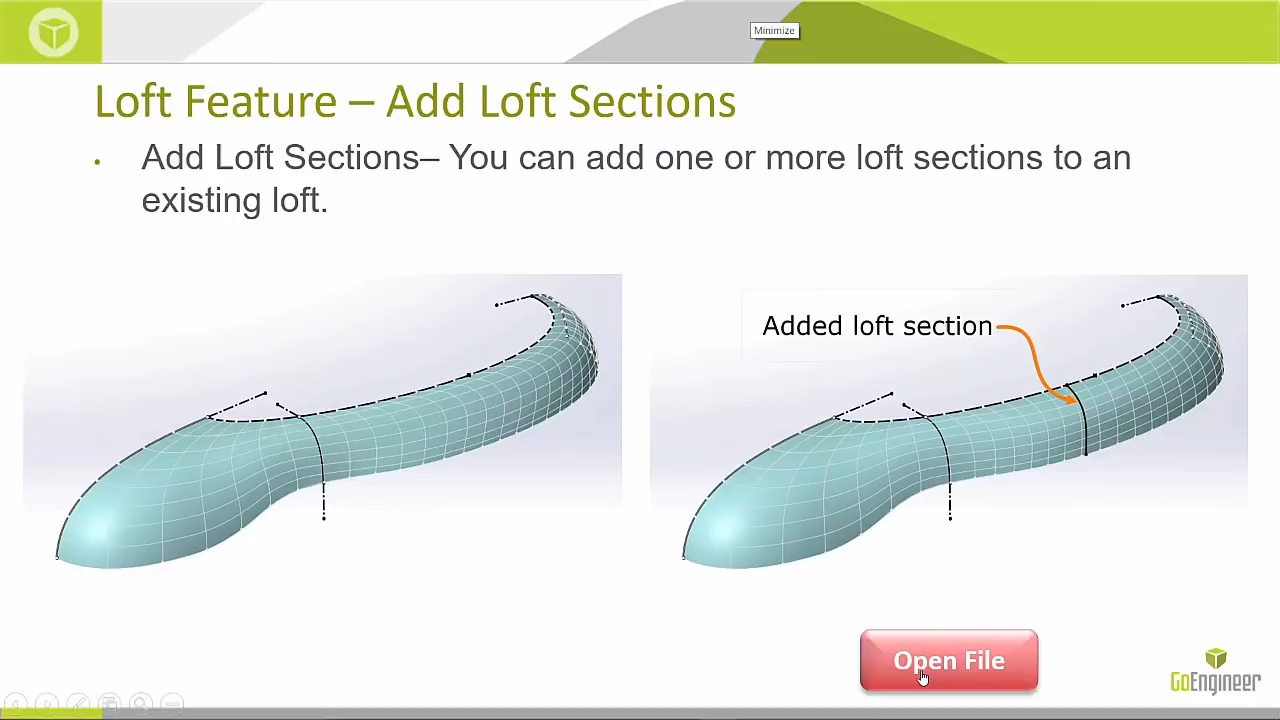 Minimize
Loft Feature – Add Loft Sections
• Add Loft Sections– You can add one or more loft sections to an
existing loft.
Added loft section
Open File
GoEngineer